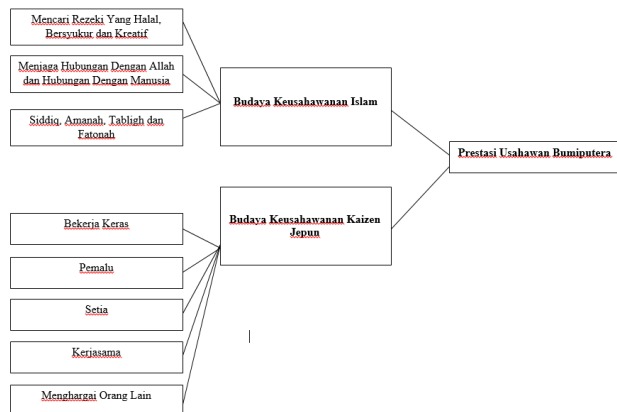 Mencari Rezeki Yang Halal,
Bersyukur dan Kreatif
Menjaga Hubungan Dengan Allah
dan Hubungan Dengan Manusia
Siddiq, Amanah, Tabligh dan
Fatonah
Budaya Keusahawanan Islam
Prestasi Usahawan Bumiputera
Budaya Keusahawanan Kaizen
Jepun
Bekerja Keras
Pemalu
Setia
Kerjasama
Menghargai Orang Lain